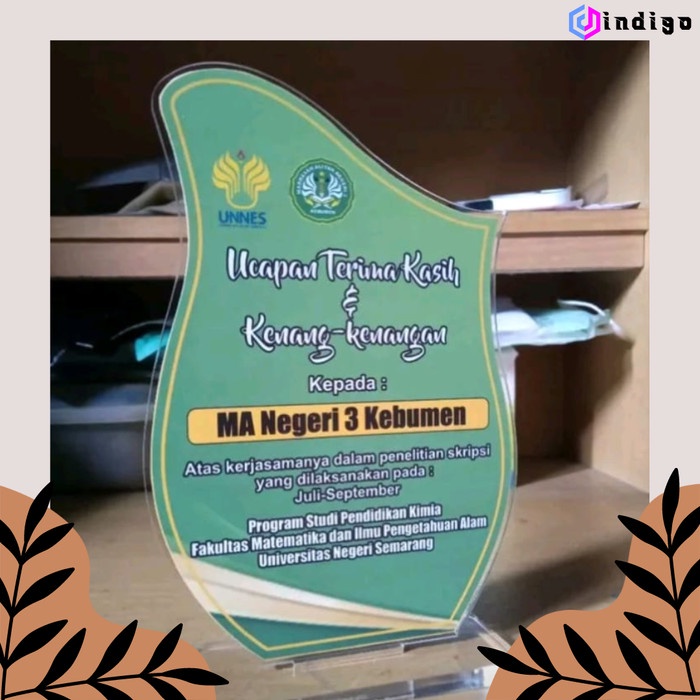 indigo
UNNES
KEBUMEN
Ucapan Terima Kasih
&
Kenang-kenangan
Kepada :
MA Negeri 3 Kebumen
Atas kerjasamanya dalam penelitian skripsi
yang dilaksanakan pada :
Juli-September
Program Studi Pendidikan Kimia
Fakultas Matematika dan Ilmu Pengetahuan Alam
Universitas Negeri Semarang